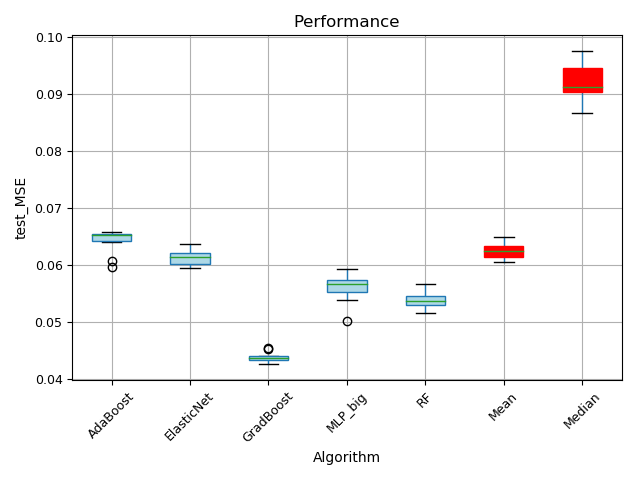 Performance
0.10
0.09
0.08
0.07
0.06
0.05
0.04
test_MSE
AdaBoost
ElasticNet
GradBoost
MLP_big
RF
Mean
Median
Algorithm